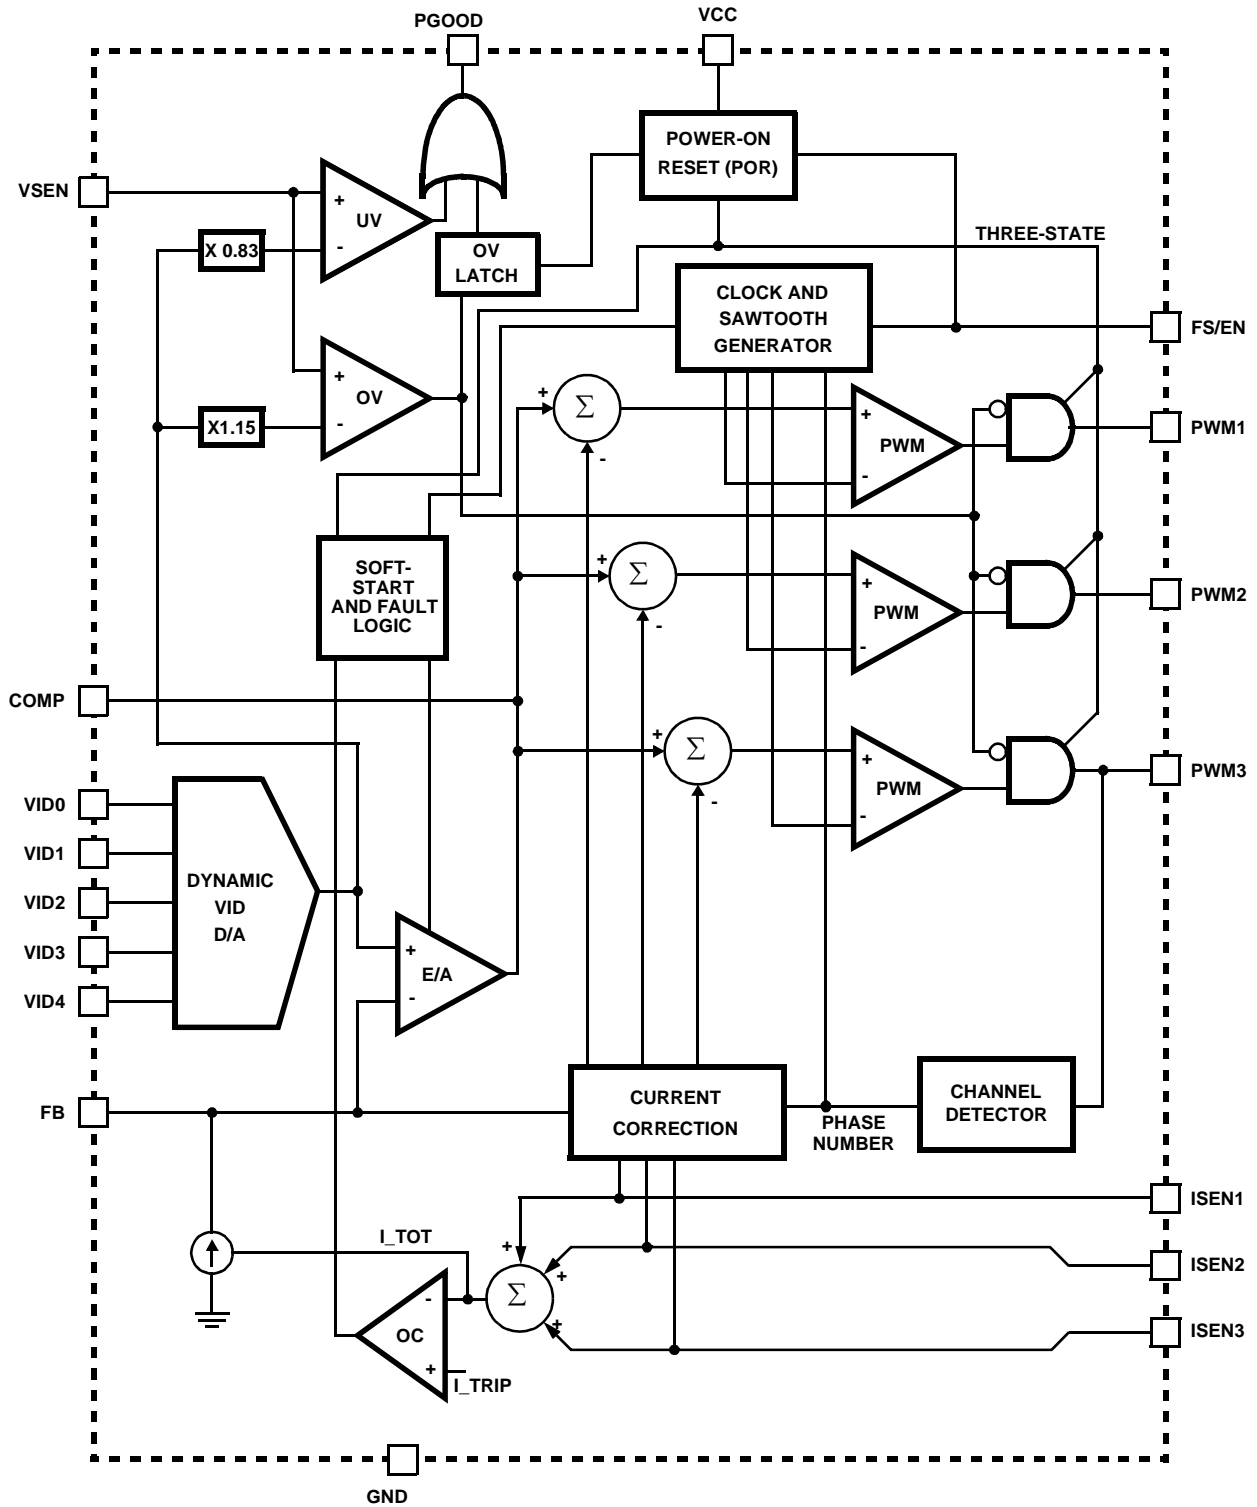 PGOOD
VCC
POWER-ON
RESET (POR)
VSEN
+
UV
-
X 0.83
OV
LATCH
THREE-STATE
CLOCK AND
SAWTOOTH
GENERATOR
FS/EN
+
OV
-
X1.15
+
Σ
-
+
PWM
-
PWM1
SOFT-
START
AND FAULT
LOGIC
+
Σ
-
+
PWM
-
PWM2
COMP
+
Σ
-
+
PWM
-
PWM3
VID0
VID1
VID2
VID3
VID4
DYNAMIC
VID
D/A
+
E/A
-
FB
CURRENT
CORRECTION
PHASE
NUMBER
CHANNEL
DETECTOR
ISEN1
I_TOT
+
+
Σ
+
ISEN2
-
OC
+
I_TRIP
ISEN3
GND